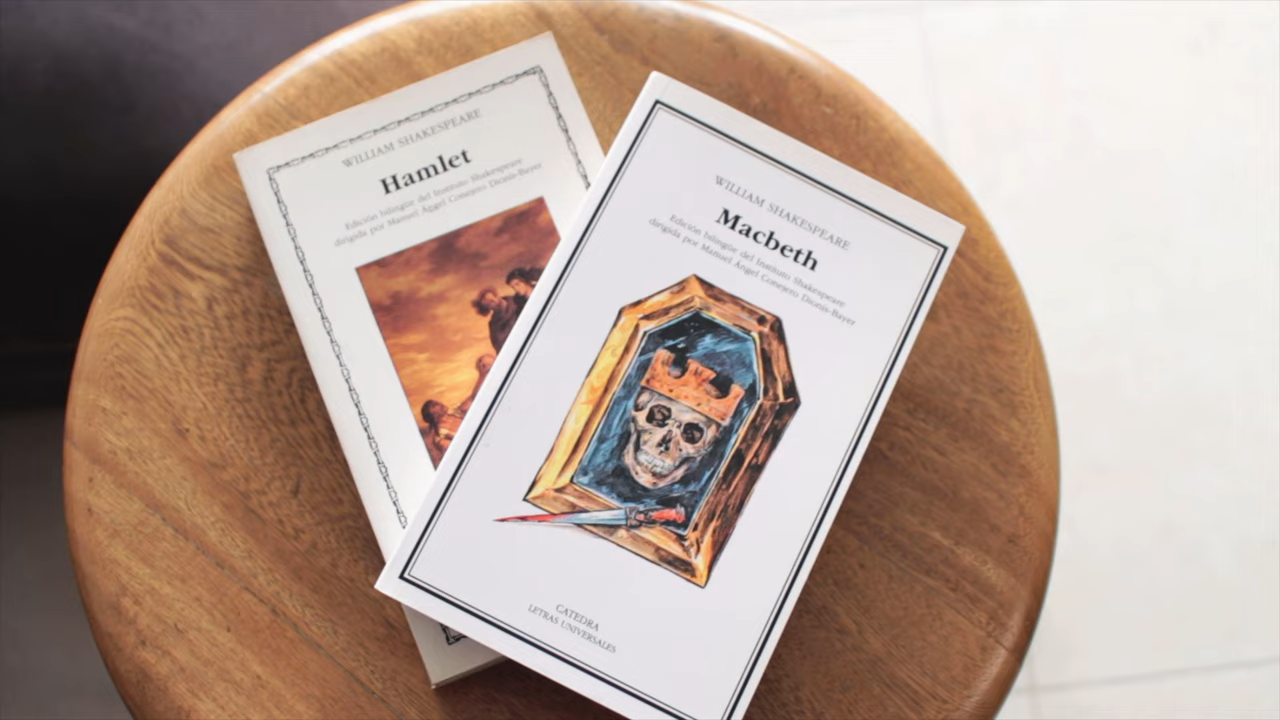 WILLIAM SHAKESPEARE
Hamlet
Edición bilingüe del Instituto Shakespeare
dirigida por Manuel Ángel Conejero Dionís-Bayer
WILLIAM SHAKESPEARE
Macbeth
Edición bilingüe del Instituto Shakespeare
dirigida por Manuel Ángel Conejero Dionís-Bayer
CATEDRA
LETRAS UNIVERSALES